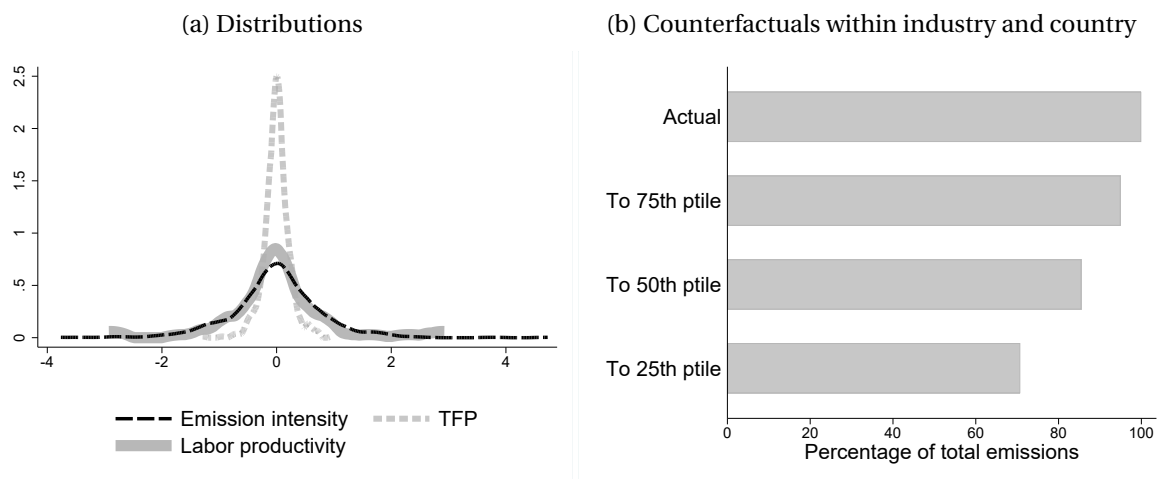 (a) Distributions
2.5
2
1.5
1
.5
0
-4 -2 0 2 4
Emission intensity TFP
Labor productivity
(b) Counterfactuals within industry and country
Actual
To 75th ptile
To 50th ptile
To 25th ptile
0 20 40 60 80 100
Percentage of total emissions